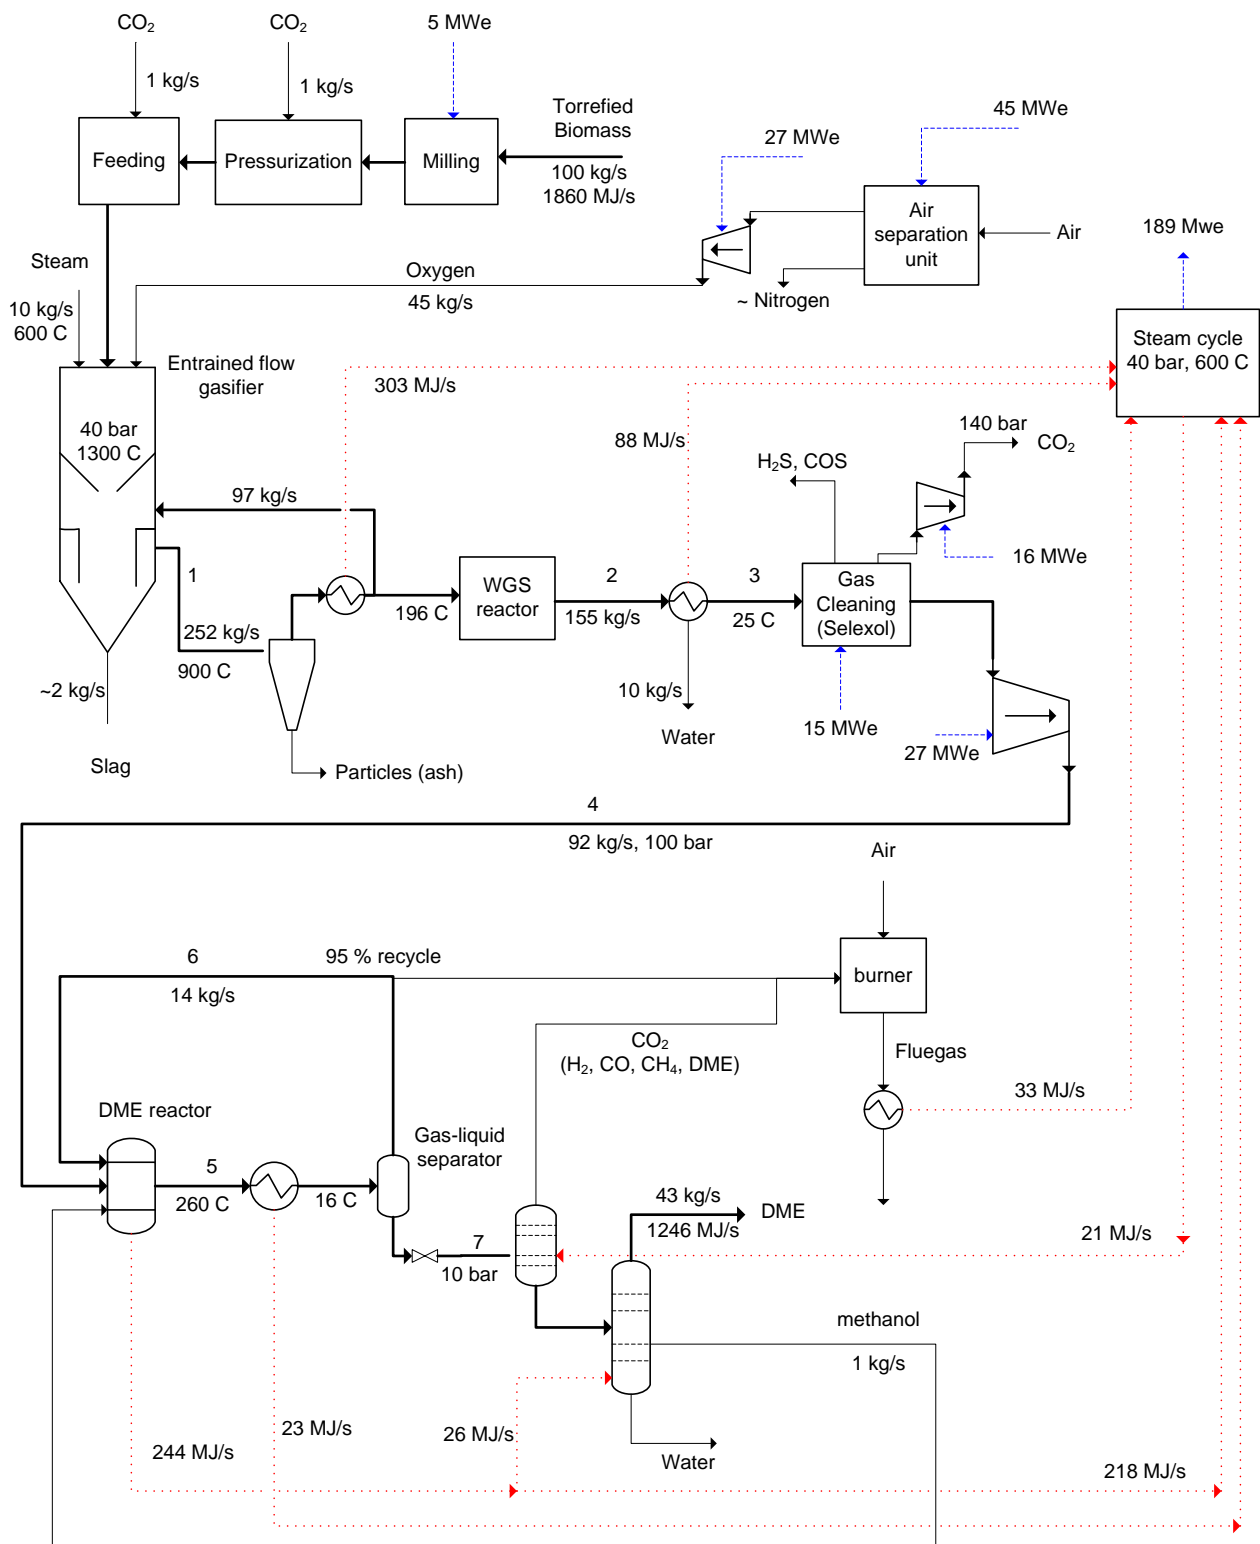 CO₂
CO₂
5 MWe
1 kg/s
1 kg/s
Torrefied
Biomass
100 kg/s
1860 MJ/s
Feeding
Pressurization
Milling
27 MWe
45 MWe
Air
separation
unit
Air
189 Mwe
Steam
Oxygen
45 kg/s
~ Nitrogen
10 kg/s
600 C
Steam cycle
40 bar, 600 C
Entrained flow
gasifier
303 MJ/s
40 bar
1300 C
88 MJ/s
140 bar
CO₂
H₂S, COS
97 kg/s
16 MWe
1
2
3
WGS
reactor
Gas
Cleaning
(Selexol)
196 C
155 kg/s
25 C
252 kg/s
900 C
~2 kg/s
10 kg/s
Water
15 MWe
27 MWe
Slag
Particles (ash)
4
92 kg/s, 100 bar
Air
6
95 % recycle
14 kg/s
burner
CO₂
(H₂, CO, CH₄, DME)
Fluegas
33 MJ/s
DME reactor
Gas-liquid
separator
5
260 C
16 C
43 kg/s
1246 MJ/s
DME
7
10 bar
21 MJ/s
methanol
1 kg/s
23 MJ/s
26 MJ/s
244 MJ/s
Water
218 MJ/s